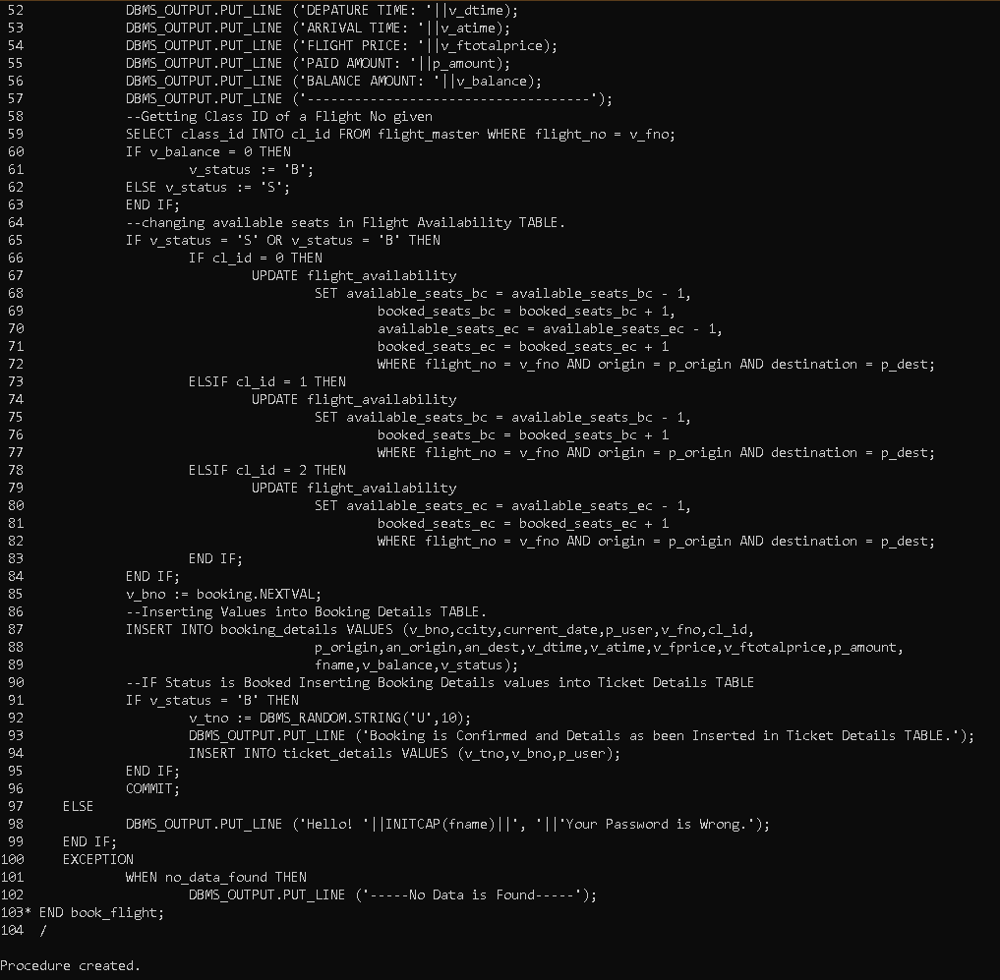 52 DBMS_OUTPUT.PUT_LINE ('DEPATURE TIME: '||v_dtime);
53 DBMS_OUTPUT.PUT_LINE ('ARRIVAL TIME: '||v_atime);
54 DBMS_OUTPUT.PUT_LINE ('FLIGHT PRICE: '||v_ftotalprice);
55 DBMS_OUTPUT.PUT_LINE ('PAID AMOUNT: '||p_amount);
56 DBMS_OUTPUT.PUT_LINE ('BALANCE AMOUNT: '||v_balance);
57 DBMS_OUTPUT.PUT_LINE ('------------------------------------');
58 --Getting Class ID of a Flight No given
59 SELECT class_id INTO cl_id FROM flight_master WHERE flight_no = v_fno;
60 IF v_balance = 0 THEN
61 v_status := 'B';
62 ELSE v_status := 'S';
63 END IF;
64 --changing available seats in Flight Availability TABLE.
65 IF v_status = 'S' OR v_status = 'B' THEN
66 IF cl_id = 0 THEN
67 UPDATE flight_availability
68 SET available_seats_bc = available_seats_bc - 1,
69 booked_seats_bc = booked_seats_bc + 1,
70 available_seats_ec = available_seats_ec - 1,
71 booked_seats_ec = booked_seats_ec + 1
72 WHERE flight_no = v_fno AND origin = p_origin AND destination = p_dest;
73 ELSIF cl_id = 1 THEN
74 UPDATE flight_availability
75 SET available_seats_bc = available_seats_bc - 1,
76 booked_seats_bc = booked_seats_bc + 1
77 WHERE flight_no = v_fno AND origin = p_origin AND destination = p_dest;
78 ELSIF cl_id = 2 THEN
79 UPDATE flight_availability
80 SET available_seats_ec = available_seats_ec - 1,
81 booked_seats_ec = booked_seats_ec + 1
82 WHERE flight_no = v_fno AND origin = p_origin AND destination = p_dest;
83 END IF;
84 END IF;
85 v_bno := booking.NEXTVAL;
86 --Inserting Values into Booking Details TABLE.
87 INSERT INTO booking_details VALUES (v_bno,ccity,current_date,p_user,v_fno,cl_id,
88 p_origin,an_origin,an_dest,v_dtime,v_atime,v_fprice,v_ftotalprice,p_amount,
89 fname,v_balance,v_status);
90 --IF Status is Booked Inserting Booking Details values into Ticket Details TABLE
91 IF v_status = 'B' THEN
92 v_tno := DBMS_RANDOM.STRING('U',10);
93 DBMS_OUTPUT.PUT_LINE ('Booking is Confirmed and Details as been Inserted in Ticket Details TABLE.');
94 INSERT INTO ticket_details VALUES (v_tno,v_bno,p_user);
95 END IF;
96 COMMIT;
97 ELSE
98 DBMS_OUTPUT.PUT_LINE ('Hello! '||INITCAP(fname)||', '||'Your Password is Wrong.');
99 END IF;
100 EXCEPTION
101 WHEN no_data_found THEN
102 DBMS_OUTPUT.PUT_LINE ('-----No Data is Found-----');
103* END book_flight;
104 /
Procedure created.